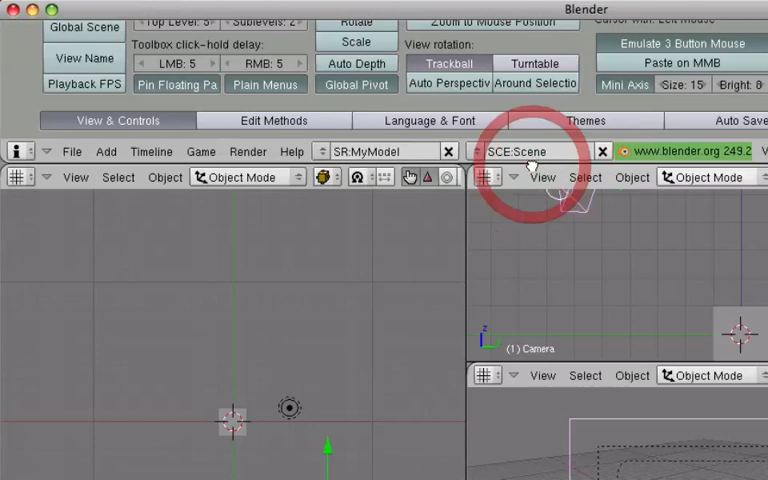 Blender
Global Scene
Top Level: 5
Sublevels: 2
Rotate
Zoom to Mouse Position
Cursor with: Left Mouse
Toolbox click-hold delay:
Scale
View rotation:
Emulate 3 Button Mouse
View Name
LMB: 5
RMB: 5
Auto Depth
Trackball
Turntable
Paste on MMB
Playback FPS
Pin Floating Pa
Plain Menus
Global Pivot
Auto Perspectiv
Around Selectio
Mini Axis
Size: 15
Bright: 8
View & Controls
Edit Methods
Language & Font
Themes
Auto Save
File Add Timeline Render Help
SR:MyModel
SCE:Scene
www.blender.org 249.2
View Select Object
Object Mode
View Select Object
Object Mode
z
(1) Camera
View Select Object
Object Mode